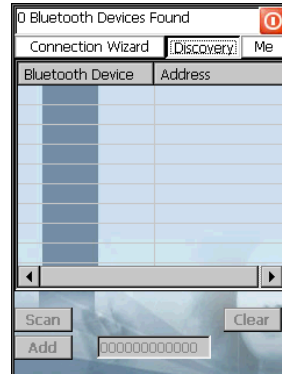 0 Bluetooth Devices Found
Connection Wizard Discovery Me
Bluetooth Device Address
Scan Clear
Add 000000000000